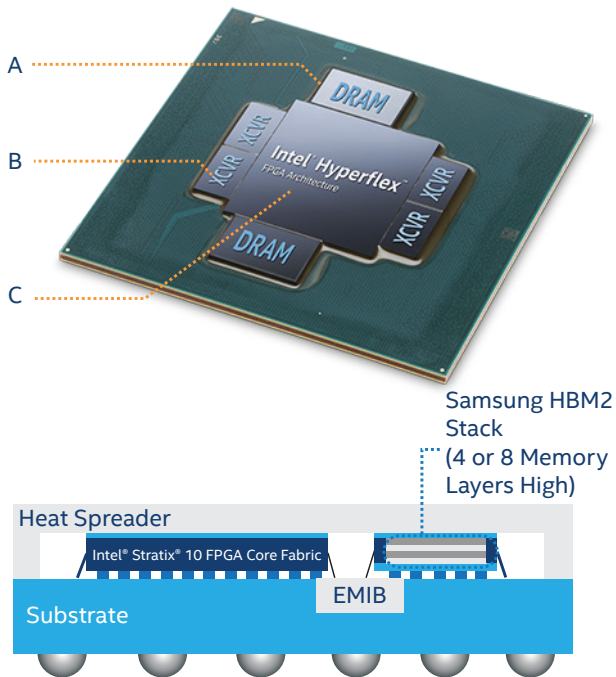 A
DRAM
XCVR
B
XCVR
Intel® Hyperflex™
FPGA Architecture
XCVR
XCVR
DRAM
C
Samsung HBM2
Stack
(4 or 8 Memory
Layers High)
Heat Spreader
Intel® Stratix® 10 FPGA Core Fabric
EMIB
Substrate